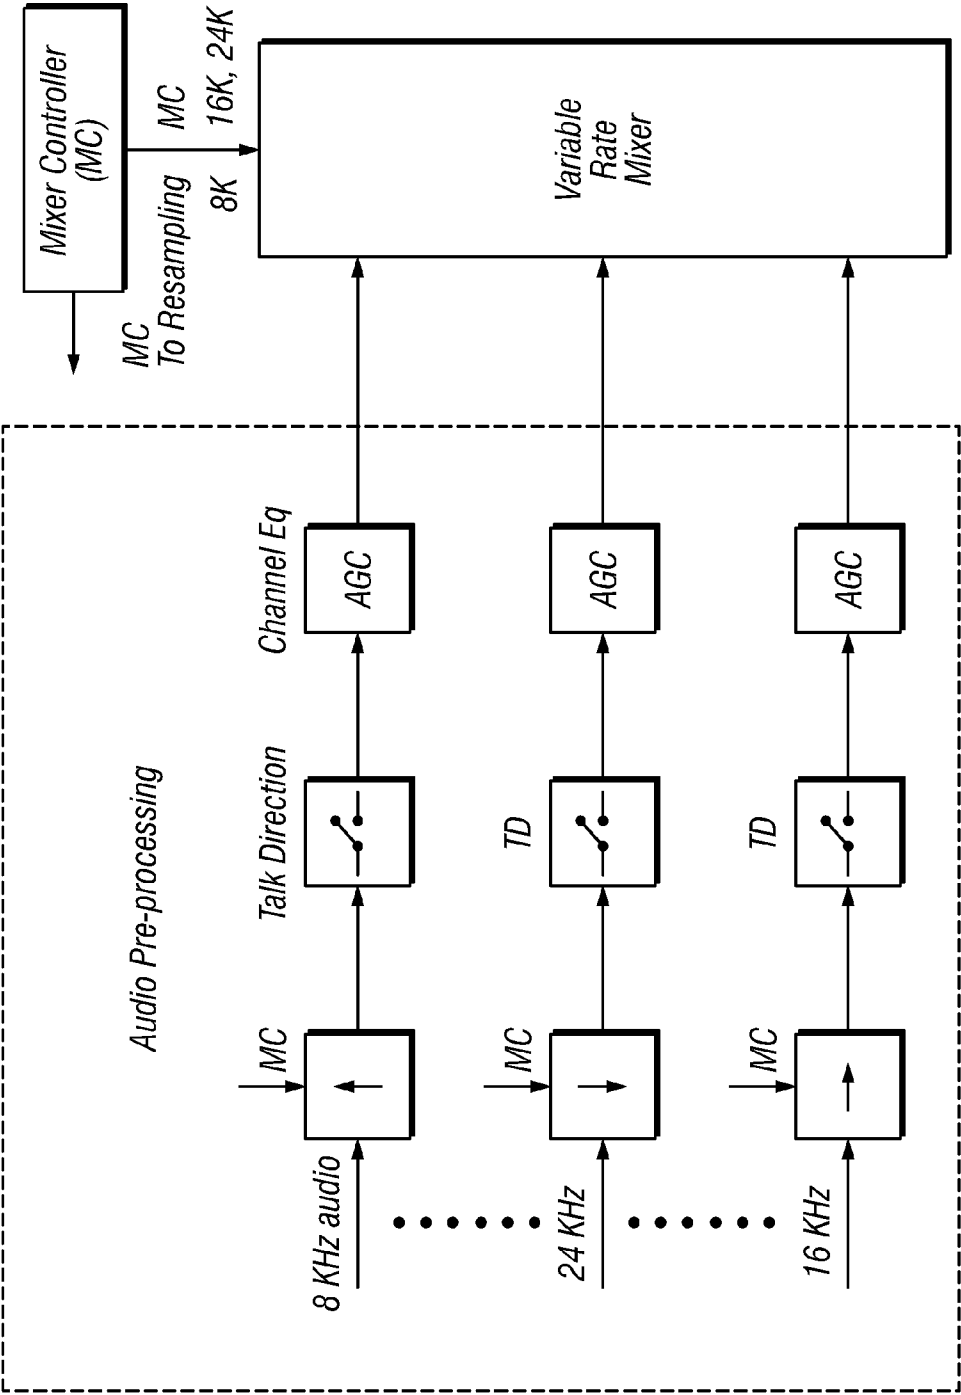 Mixer Controller
(MC)
MC
To Resampling
MC
8K
16K, 24K
Variable
Rate
Mixer
Audio Pre-processing
8 KHz audio
MC
Talk Direction
Channel Eq
AGC
24 KHz
MC
TD
AGC
16 KHz
MC
TD
AGC